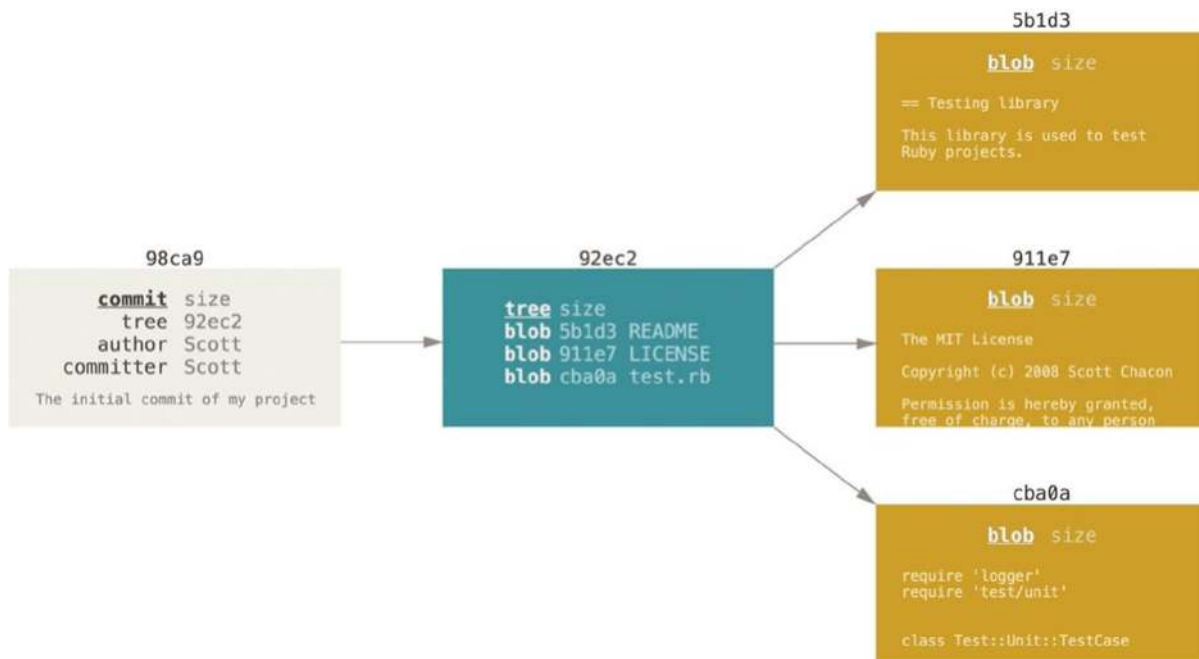 98ca9
commit size
tree 92ec2
author Scott
committer Scott
The initial commit of my project
92ec2
tree size
blob 5b1d3 README
blob 911e7 LICENSE
blob cba0a test.rb
5b1d3
blob size
== Testing library
This library is used to test
Ruby projects.
911e7
blob size
The MIT License
Copyright (c) 2008 Scott Chacon
Permission is hereby granted,
free of charge, to any person
cba0a
blob size
require 'logger'
require 'test/unit'
class Test::Unit::TestCase